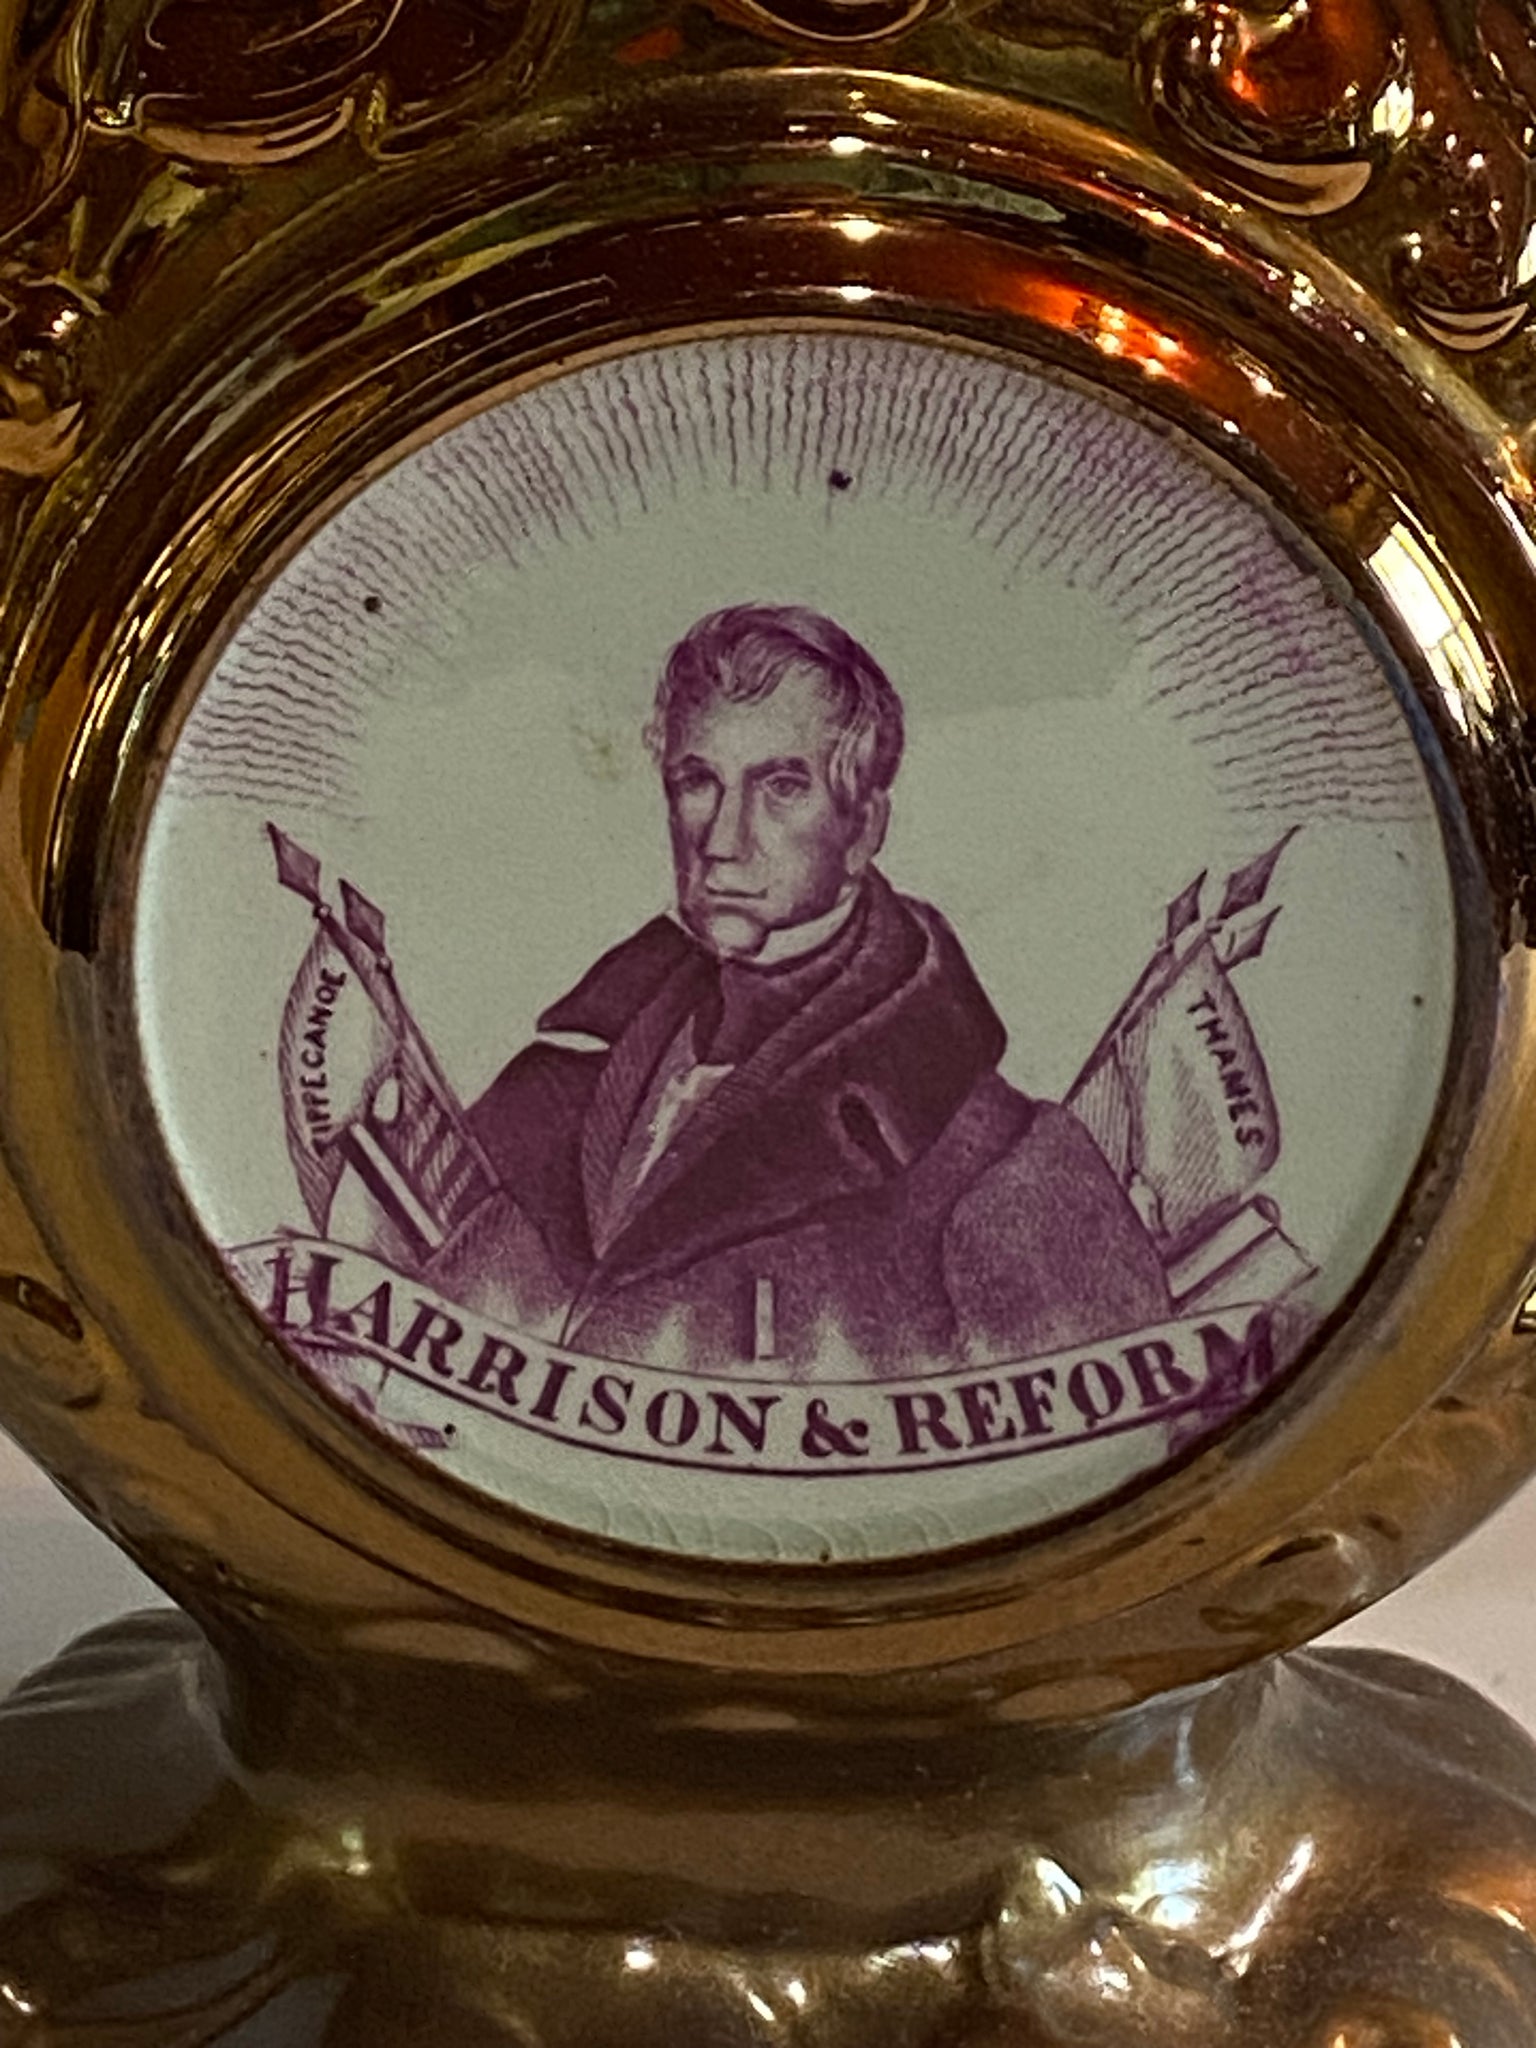 TIPPECANOE
THAMES
HARRISON & REFORM